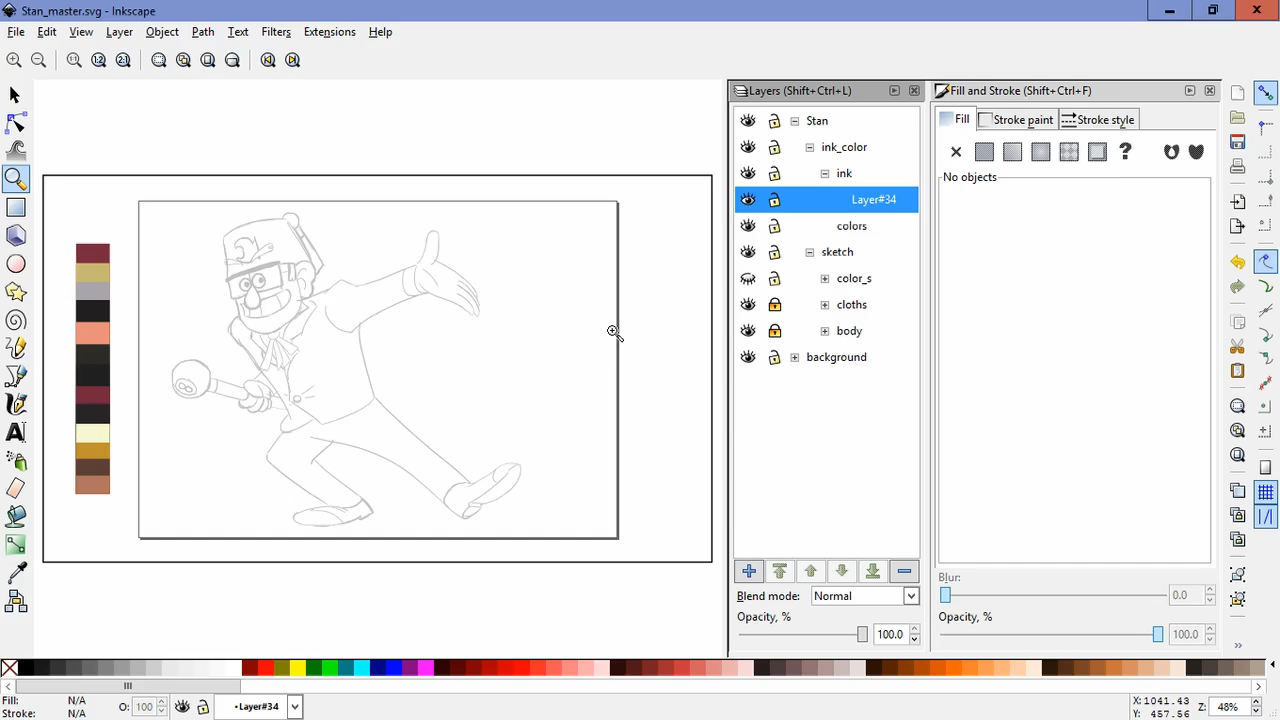 Stan_master.svg - Inkscape
File Edit View Layer Object Path Filters Text Extensions Help
Layers (Shift+Ctrl+L)
Stan
ink_color
ink
Layer#34
colors
sketch
color_s
cloths
body
background
Blend mode: Normal
Opacity, %
100.0
Fill and Stroke (Shift+Ctrl+F)
Fill Stroke paint Stroke style
?
No objects
Blur:
0.0
Opacity, %
100.0
Fill: N/A
Stroke: N/A
O: 100
•Layer#34
X: 1041.43
Y: 457.56
Z: 48%